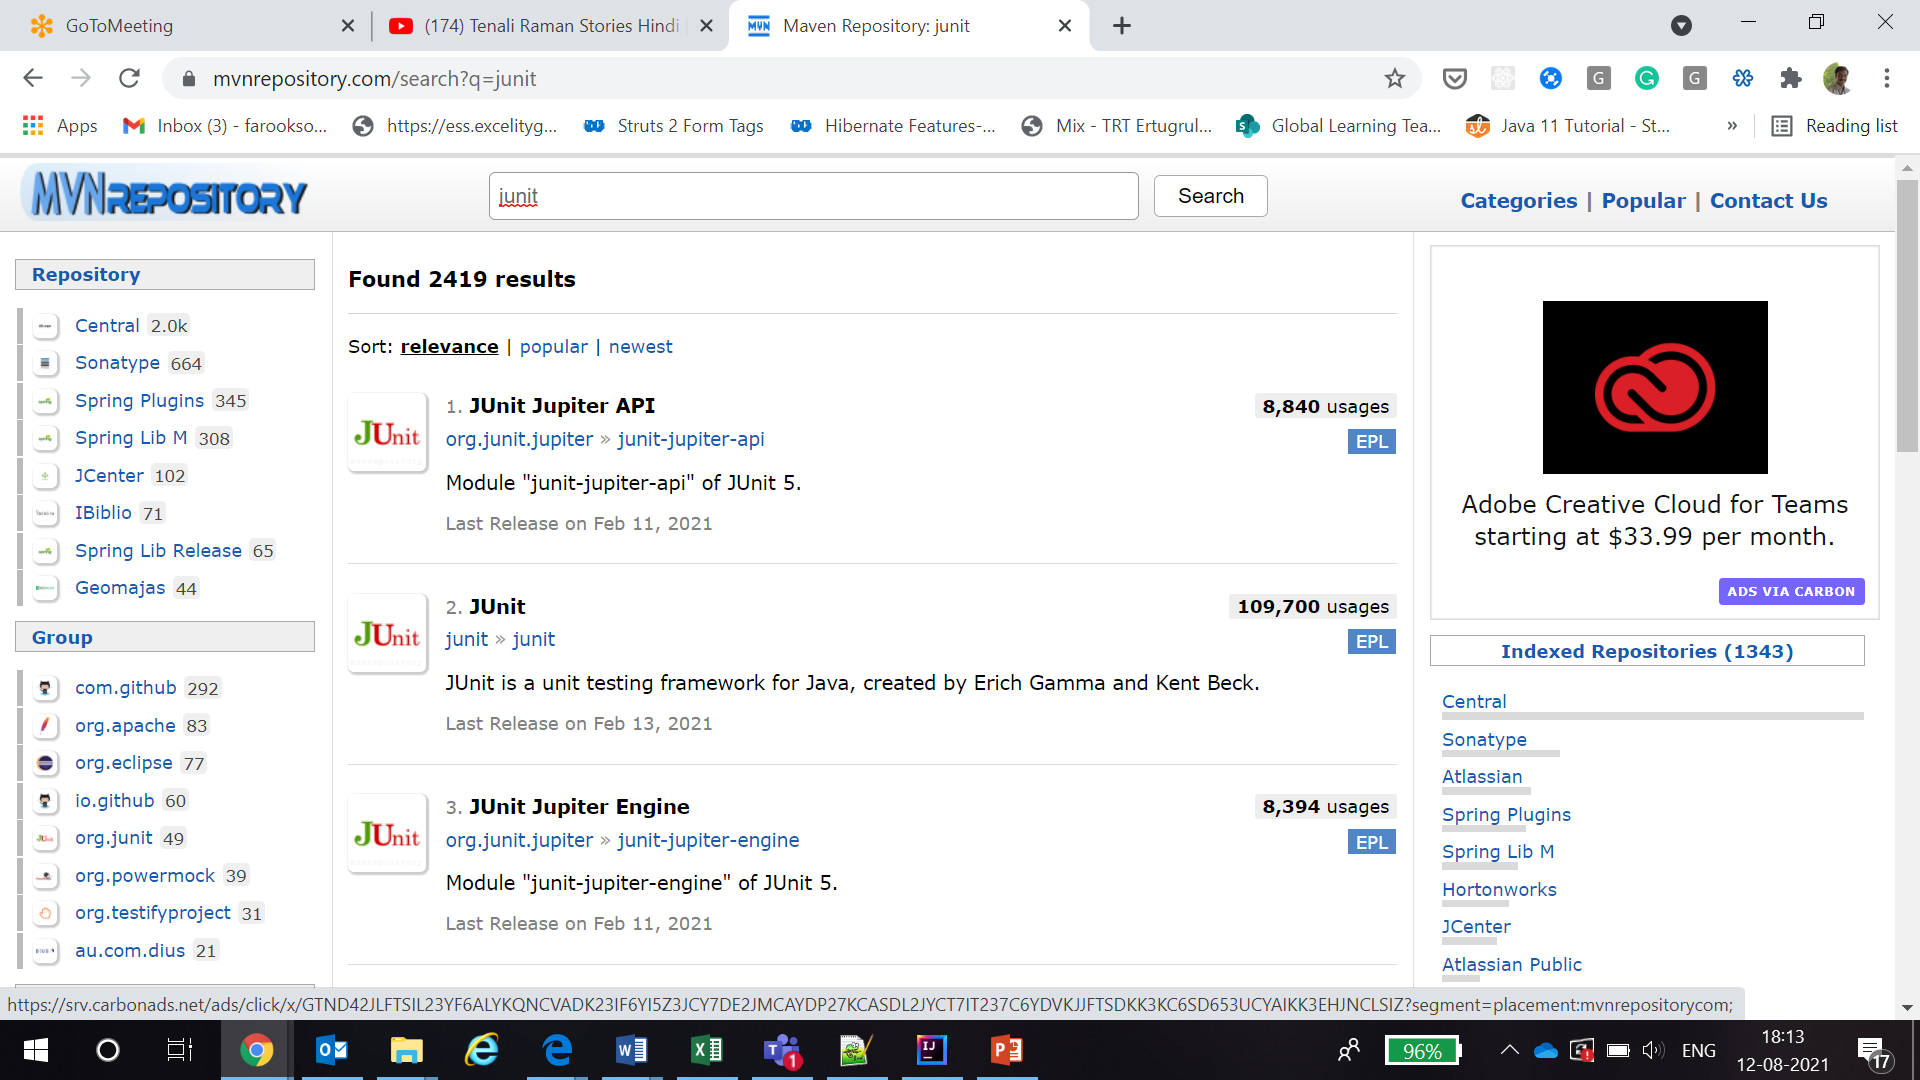 GoToMeeting
(174) Tenali Raman Stories Hindi
Maven Repository: junit
mvnrepository.com/search?q=junit
Apps
Inbox (3) - farookso...
https://ess.excelityg...
Struts 2 Form Tags
Hibernate Features-...
Mix - TRT Ertugrul...
Global Learning Tea...
Java 11 Tutorial - St...
»
Reading list
MVNREPOSITORY
junit
Search
Categories | Popular | Contact Us
Repository
Central 2.0k
Sonatype 664
Spring Plugins 345
Spring Lib M 308
JCenter 102
IBiblio 71
Spring Lib Release 65
Geomajas 44
Group
com.github 292
org.apache 83
org.eclipse 77
io.github 60
org.junit 49
org.powermock 39
org.testifyproject 31
au.com.dius 21
Found 2419 results
Sort: relevance | popular | newest
JUnit
1. JUnit Jupiter API
8,840 usages
org.junit.jupiter » junit-jupiter-api
EPL
Module "junit-jupiter-api" of JUnit 5.
Last Release on Feb 11, 2021
JUnit
2. JUnit
109,700 usages
junit » junit
EPL
JUnit is a unit testing framework for Java, created by Erich Gamma and Kent Beck.
Last Release on Feb 13, 2021
JUnit
3. JUnit Jupiter Engine
8,394 usages
org.junit.jupiter » junit-jupiter-engine
EPL
Module "junit-jupiter-engine" of JUnit 5.
Last Release on Feb 11, 2021
Adobe Creative Cloud for Teams
starting at $33.99 per month.
ADS VIA CARBON
Indexed Repositories (1343)
Central
Sonatype
Atlassian
Spring Plugins
Spring Lib M
Hortonworks
JCenter
Atlassian Public
https://srv.carbonads.net/ads/click/x/GTND42JLFTSIL23YF6ALYKQNCVADK23IF6YI5Z3JCY7DE2JMCAYDP27KCASDL2JYCT7IT237C6YDVKJJFTSDKK3KC6SD653UCYAIKK3EHJNCLSIZ?segment=placement:mvnrepositorycom;
96%
ENG
18:13
12-08-2021
17